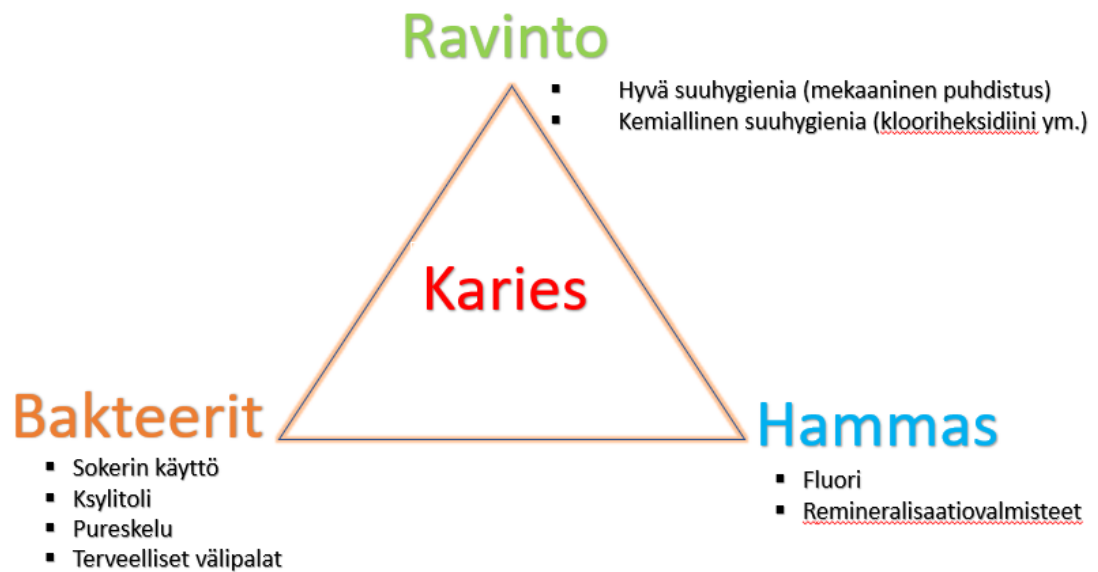 Ravinto
▪ Hyvä suuhygienia (mekaaninen puhdistus)
▪ Kemiallinen suuhygienia (klooriheksidiini ym.)
Karies
Bakteerit
▪ Sokerin käyttö
▪ Ksylitoli
▪ Pureskelu
▪ Terveelliset välipalat
Hammas
▪ Fluori
▪ Remineralisaatiovalmisteet